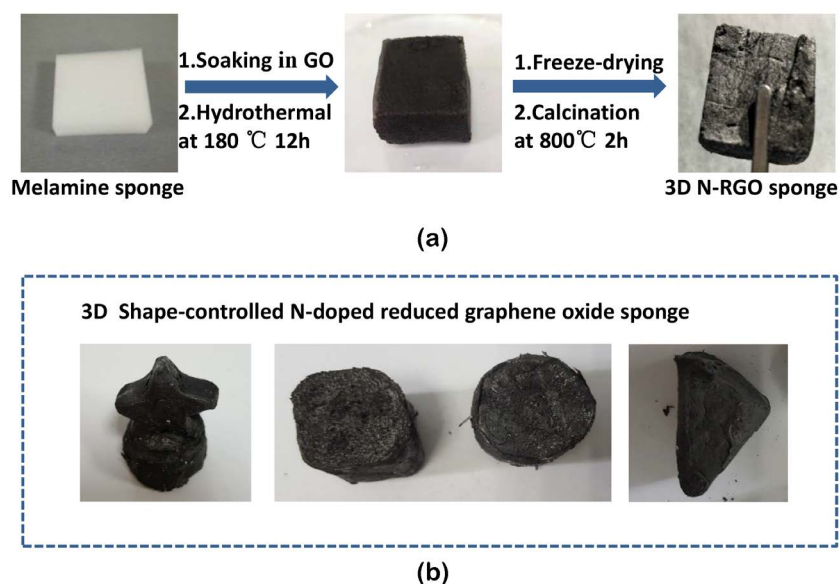 1.Soaking in GO
2.Hydrothermal
at 180 ℃ 12h
1.Freeze-drying
2.Calcination
at 800℃ 2h
Melamine sponge
3D N-RGO sponge
(a)
3D Shape-controlled N-doped reduced graphene oxide sponge
(b)